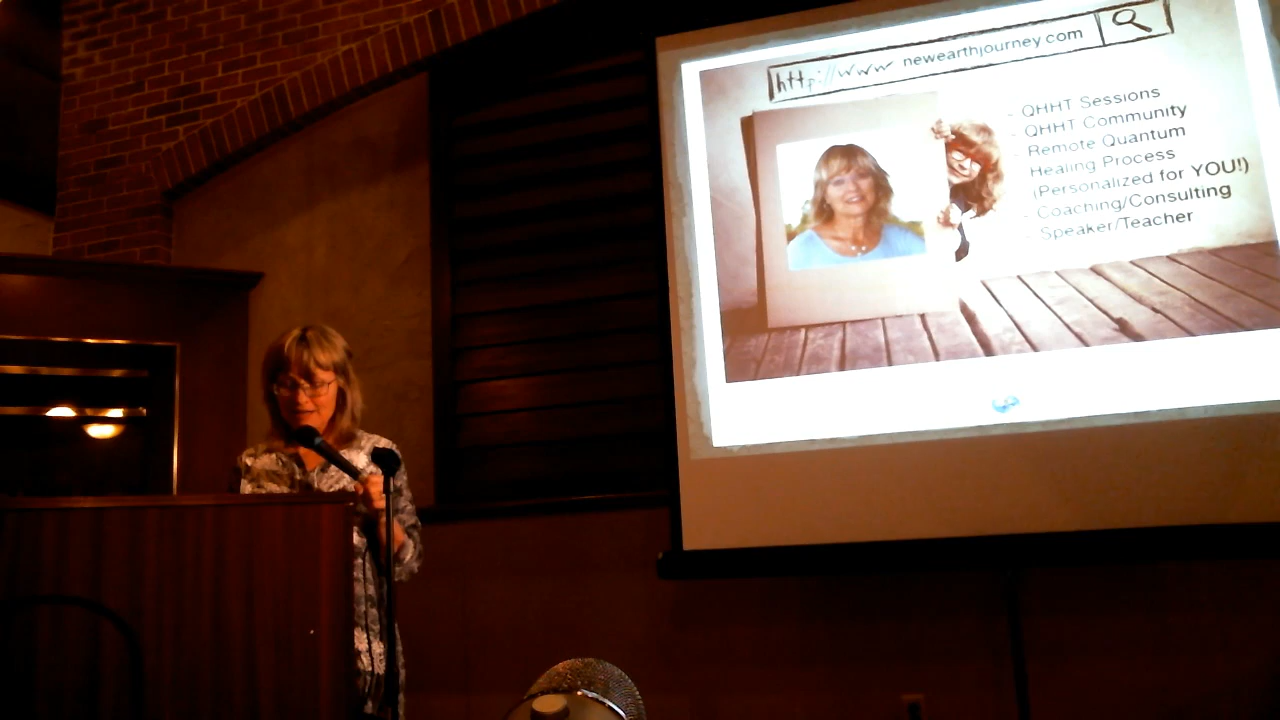 http://www newearthjourney.com
- QHHT Sessions
- QHHT Community
- Remote Quantum
Healing Process
(Personalized for YOU!)
- Coaching/Consulting
- Speaker/Teacher